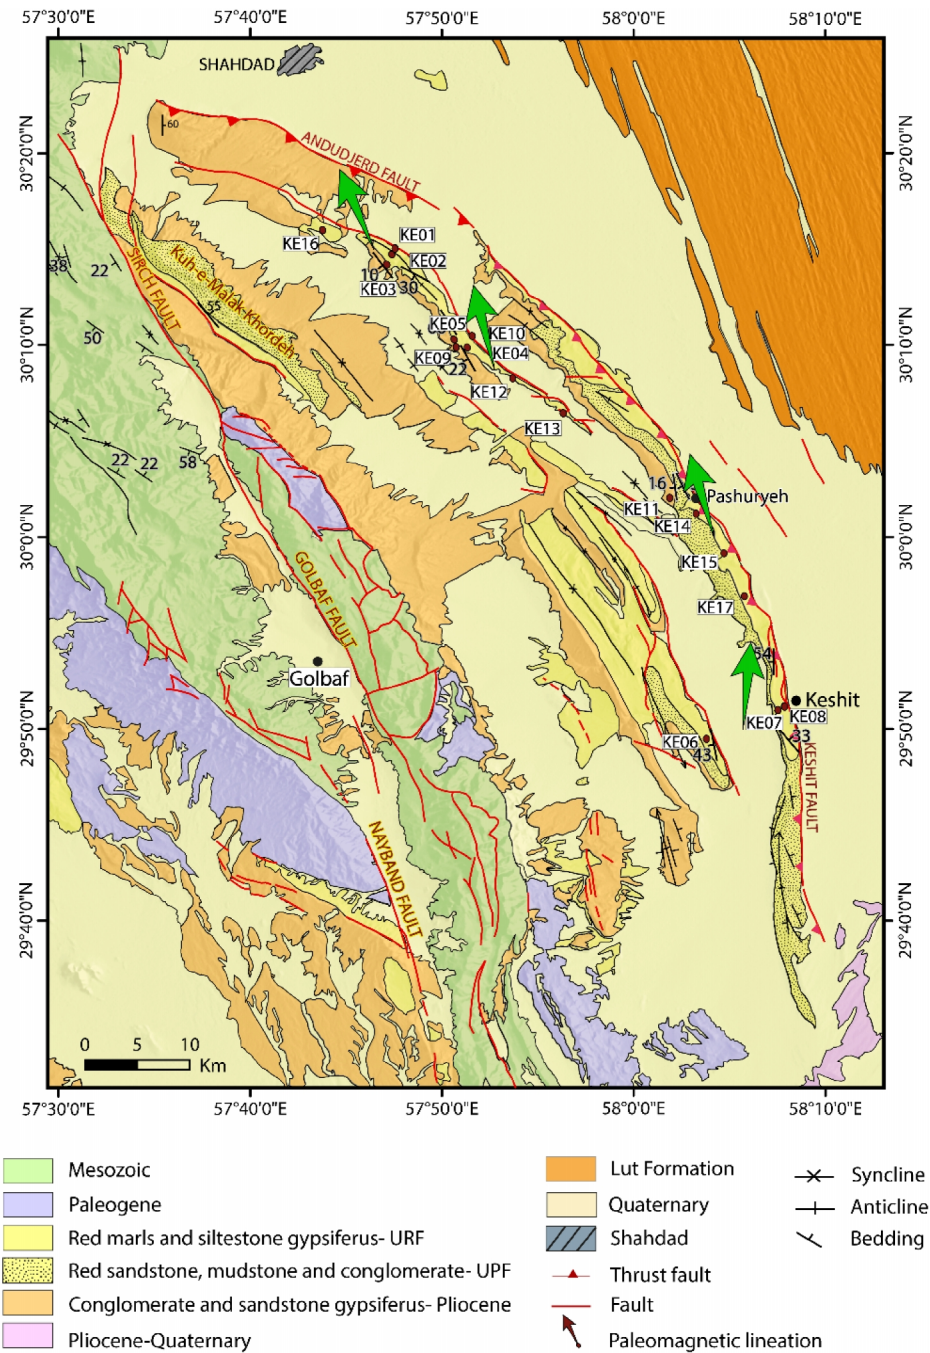 57°30'0"E
57°40'0"E
57°50'0"E
58°00'0"E
58°10'0"E
30°20'0"N
30°10'0"N
30°0'0"N
29°50'0"N
29°40'0"N
30°20'0"N
30°10'0"N
30°0'0"N
29°50'0"N
29°40'0"N
SHAHDAD
60
ANDUDJERD FAULT
KE16
KE01
KE02
10
KE03
30
38
22
SIRCH FAULT
Kuh-e-Malak-Khordeh
55
50
KE05
KE10
KE04
KE09
22
KE12
KE13
22
22
58
16
Pashuryeh
KE11
KE14
KE15
KE17
GOLBAF FAULT
Golbaf
54
Keshit
KE07
KE08
33
KE06
43
KESHIT FAULT
NAYBAND FAULT
0
5
10
Km
57°30'0"E
57°40'0"E
57°50'0"E
58°00'0"E
58°10'0"E
Mesozoic
Paleogene
Red marls and siltestone gypsiferus- URF
Red sandstone, mudstone and conglomerate- UPF
Conglomerate and sandstone gypsiferus- Pliocene
Pliocene-Quaternary
Lut Formation
Quaternary
Shahdad
Thrust fault
Fault
Paleomagnetic lineation
Syncline
Anticline
Bedding